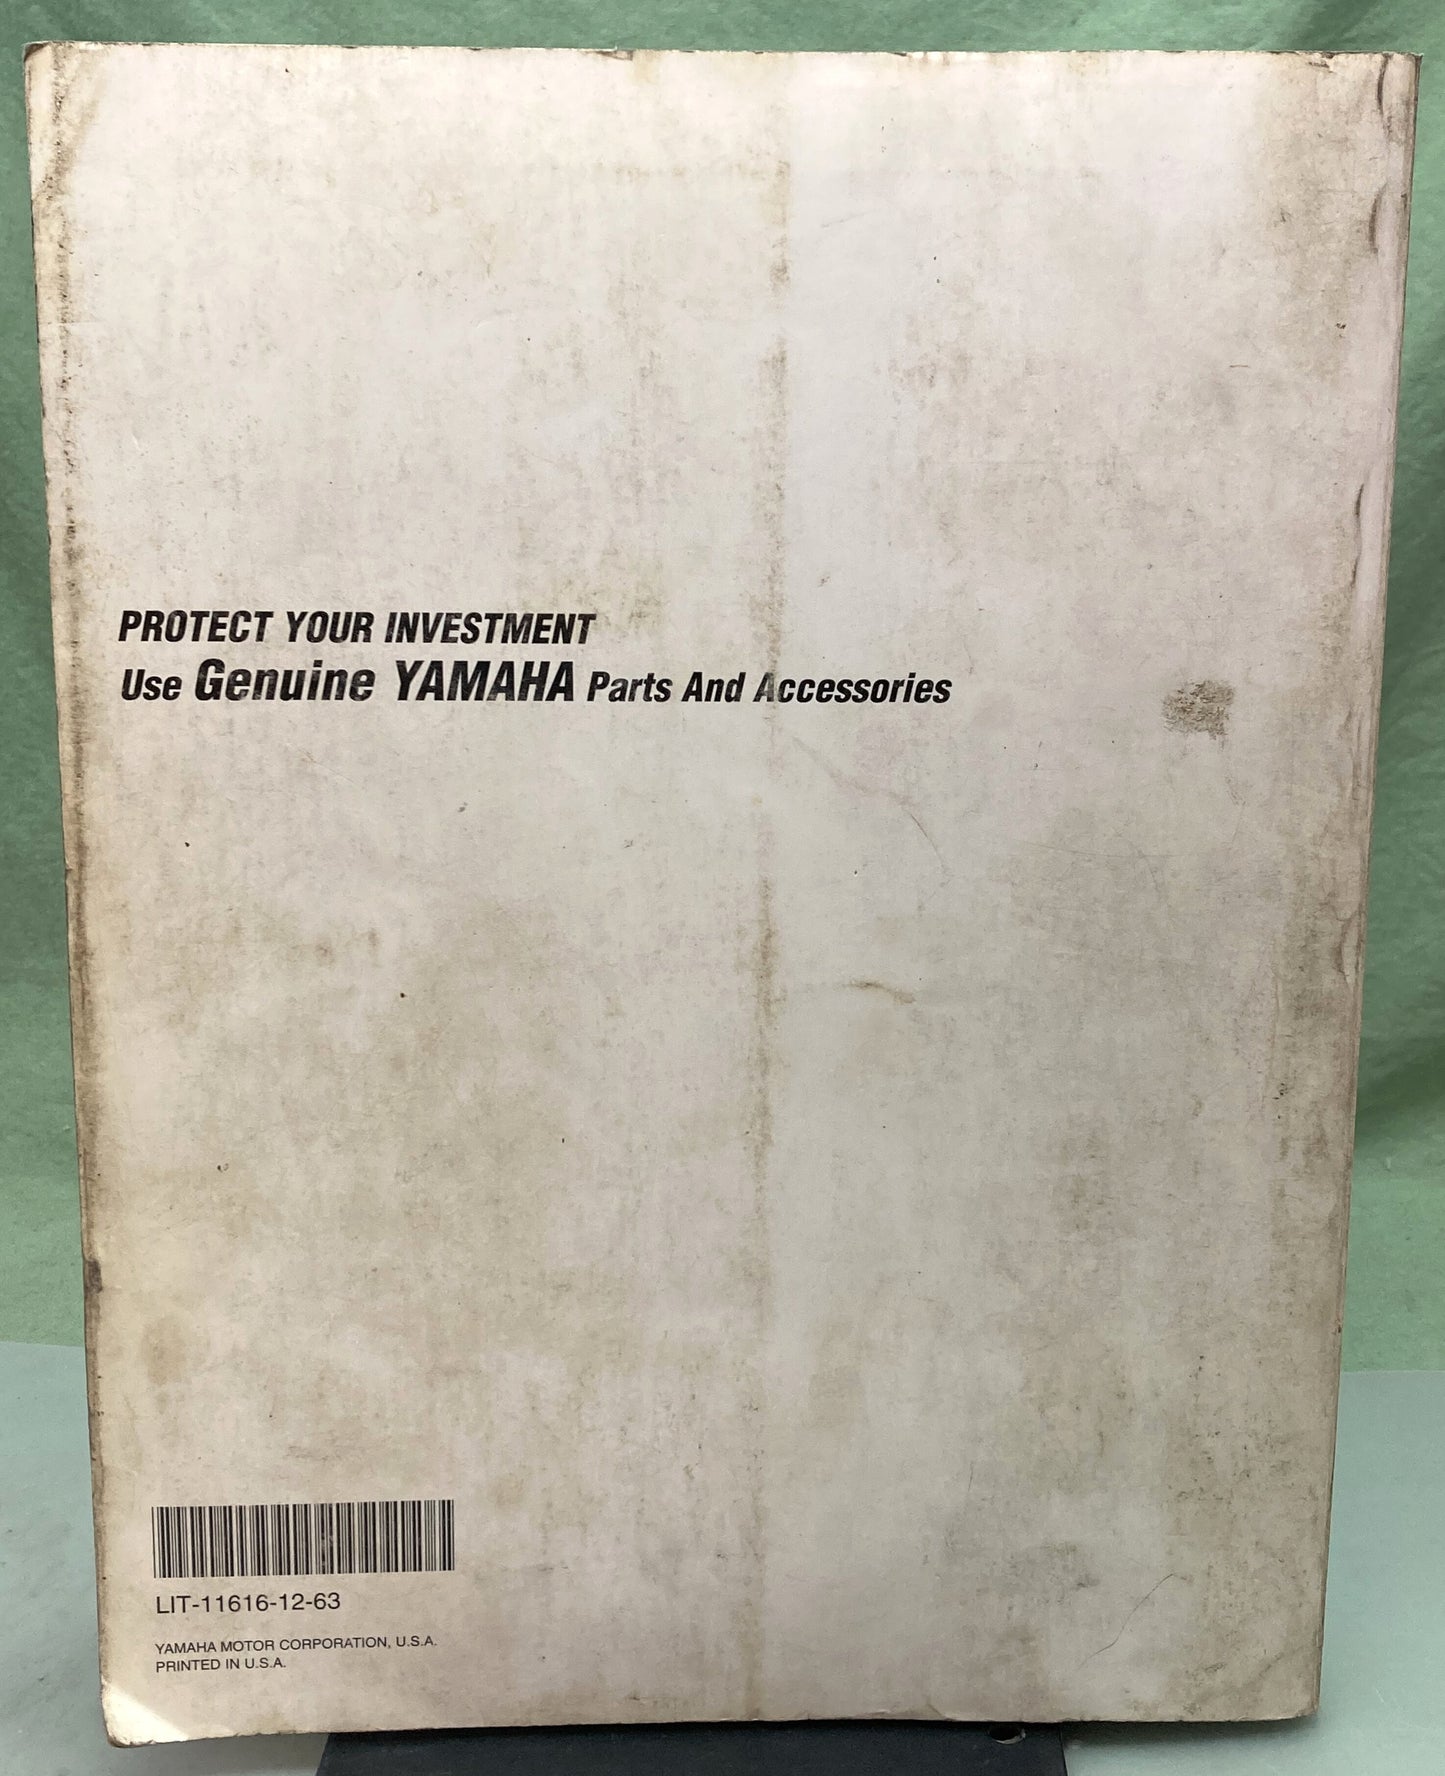 PROTECT YOUR INVESTMENT
Use Genuine YAMAHA Parts And Accessories
LIT-11616-12-63
YAMAHA MOTOR CORPORATION, U.S.A.
PRINTED IN U.S.A.